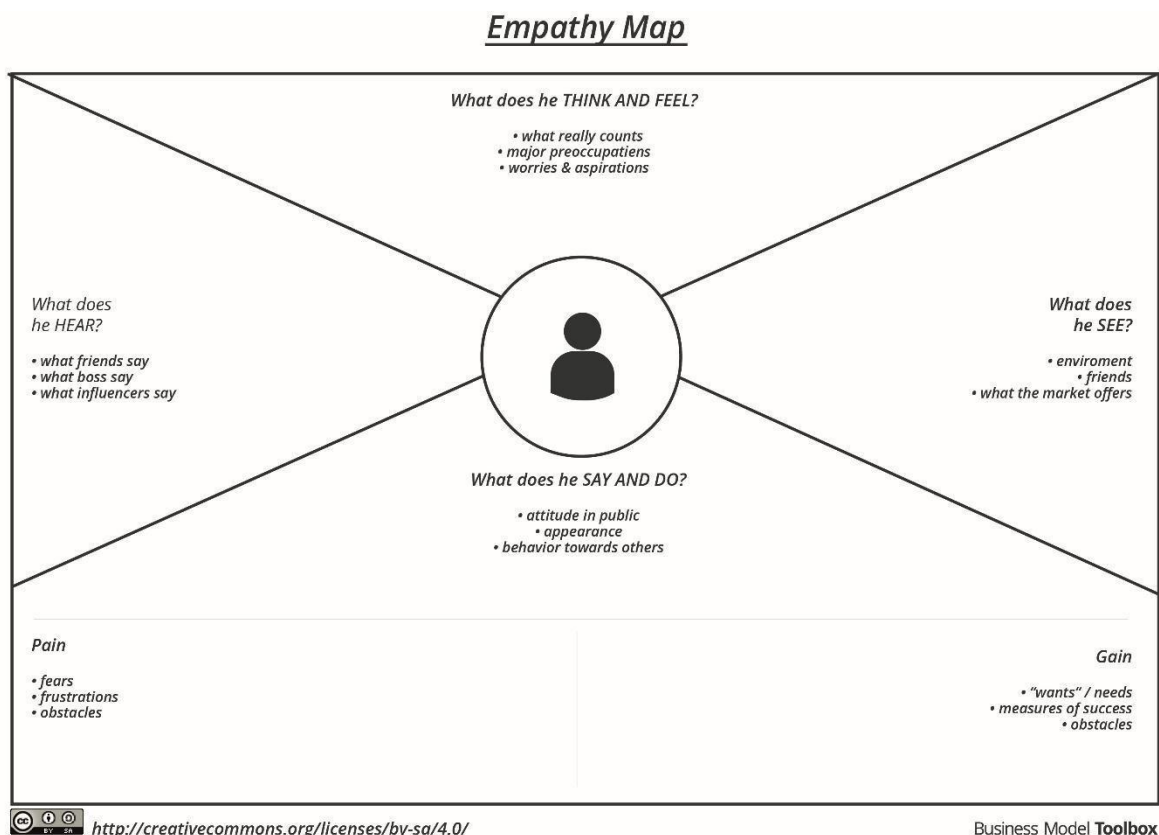 Empathy Map
What does he THINK AND FEEL?
• what really counts
• major preoccupatiens
• worries & aspirations
What does
he HEAR?
• what friends say
• what boss say
• what influencers say
What does
he SEE?
• enviroment
• friends
• what the market offers
What does he SAY AND DO?
• attitude in public
• appearance
• behavior towards others
Pain
• fears
• frustrations
• obstacles
Gain
• “wants“ / needs
• measures of success
• obstacles
cc BY SA
http://creativecommons.org/licenses/by-sa/4.0/
Business Model Toolbox